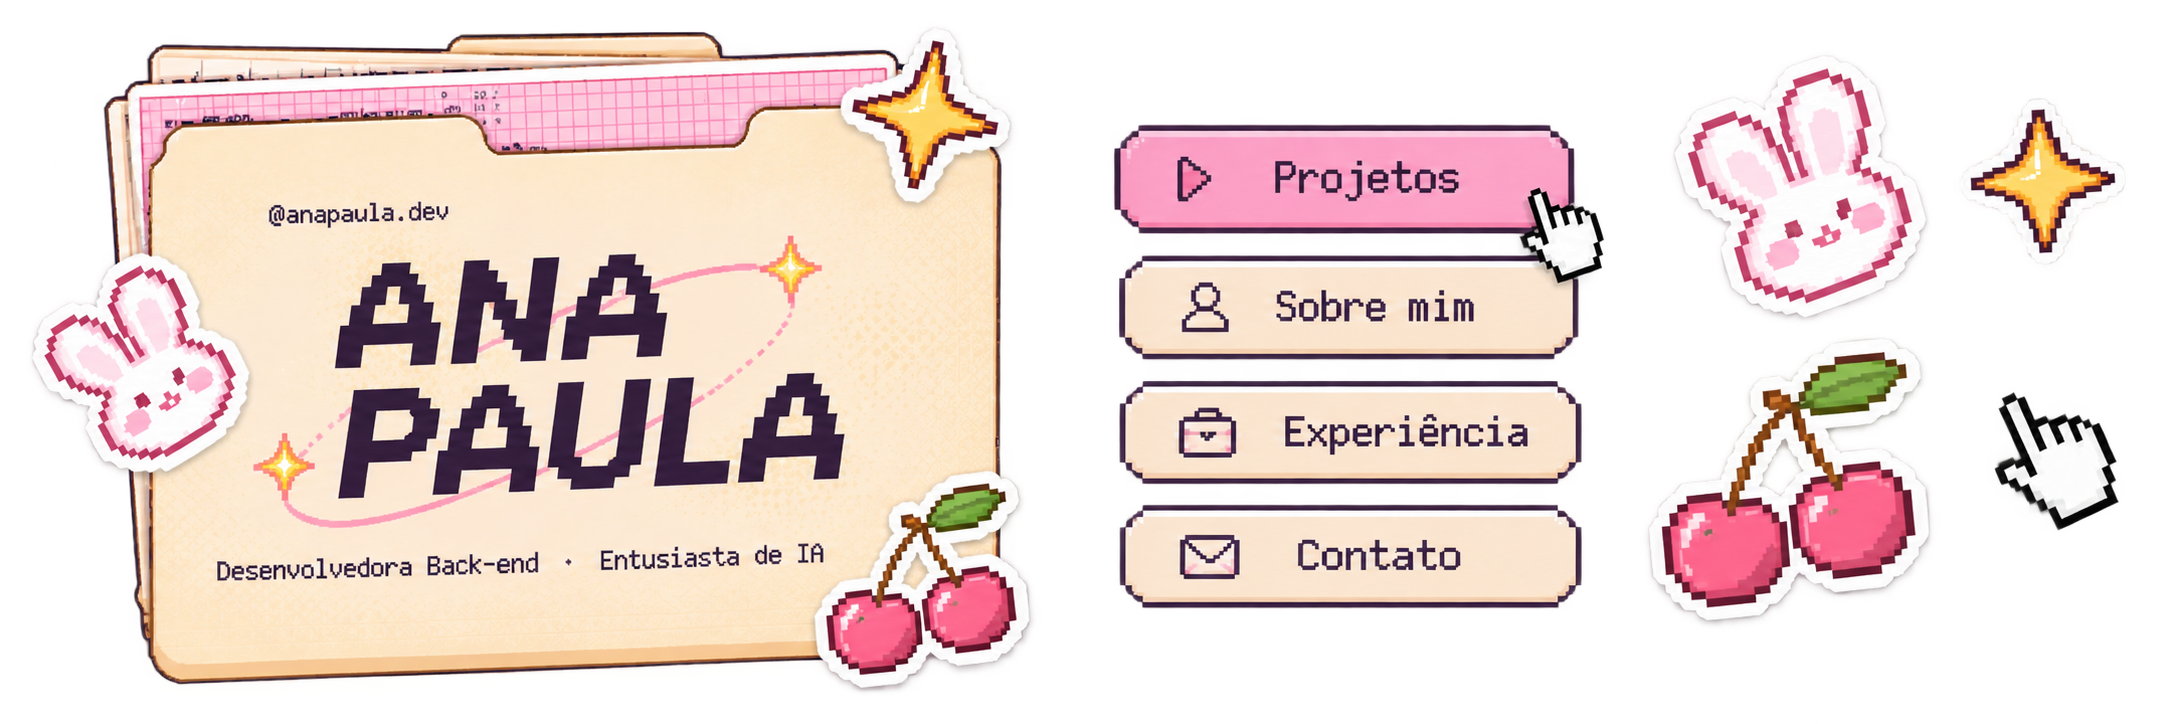 @anapaula.dev
ANA
PAULA
Desenvolvedora Back-end · Entusiasta de IA
Projetos
Sobre mim
Experiência
Contato